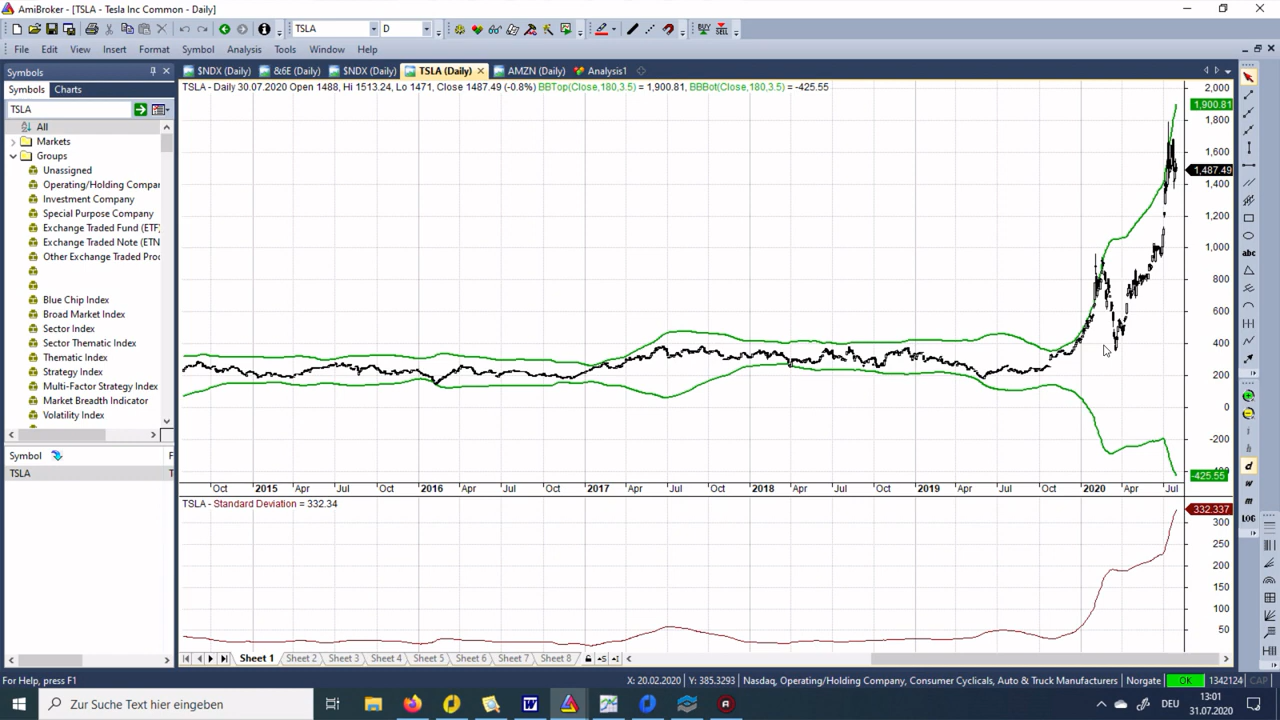 AmiBroker - [TSLA - Tesla Inc Common - Daily]
TSLA D BUY SELL
File Edit View Insert Format Symbol Analysis Tools Window Help
Symbols
$NDX (Daily) &6E (Daily) $NDX (Daily) TSLA (Daily) AMZN (Daily) Analysis1
Symbols Charts
TSLA - Daily 30.07.2020 Open 1488, Hi 1513.24, Lo 1471, Close 1487.49 (-0.8%) BBTop(Close,180,3.5) = 1,900.81, BBBot(Close,180,3.5) = -425.55
TSLA
All
Markets
Groups
Unassigned
Operating/Holding Compar
Investment Company
Special Purpose Company
Exchange Traded Fund (ETF)
Exchange Traded Note (ETN
Other Exchange Traded Proc
Blue Chip Index
Broad Market Index
Sector Index
Sector Thematic Index
Thematic Index
Strategy Index
Multi-Factor Strategy Index
Market Breadth Indicator
Volatility Index
Symbol F
TSLA T
2,000
1,900.81
1,800
1,600
1,487.49
1,400
1,200
1,000
800
600
400
200
0
-200
-425.55
Oct 2015 Apr Jul Oct 2016 Apr Jul Oct 2017 Apr Jul Oct 2018 Apr Jul Oct 2019 Apr Jul Oct 2020 Apr Jul
TSLA - Standard Deviation = 332.34
332.337
300
250
200
150
100
50
abc
d
w
m
LOG
Sheet 1 Sheet 2 Sheet 3 Sheet 4 Sheet 5 Sheet 6 Sheet 7 Sheet 8
For Help, press F1 X: 20.02.2020 Y: 385.3293 Nasdaq, Operating/Holding Company, Consumer Cyclicals, Auto & Truck Manufacturers Norgate OK 1342124 CAP
Zur Suche Text hier eingeben
DEU
13:01
31.07.2020